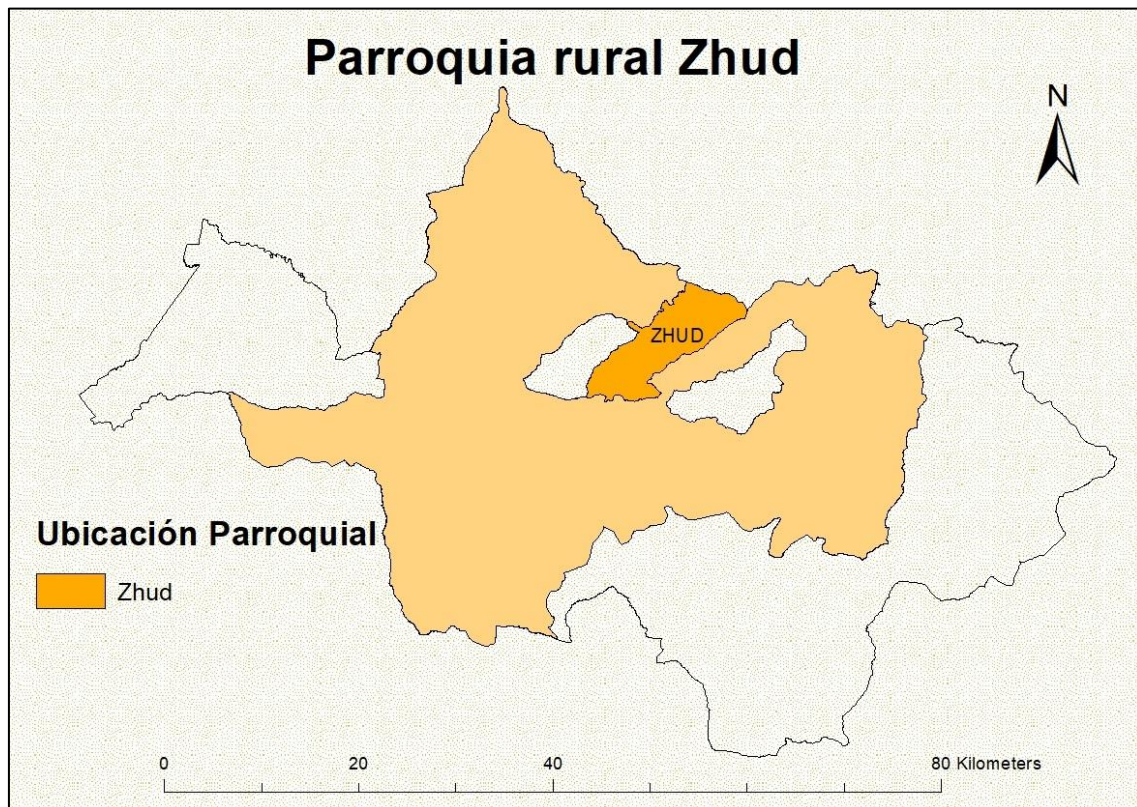 Parroquia rural Zhud
N
ZHUD
Ubicación Parroquial
Zhud
0 20 40 80 Kilometers